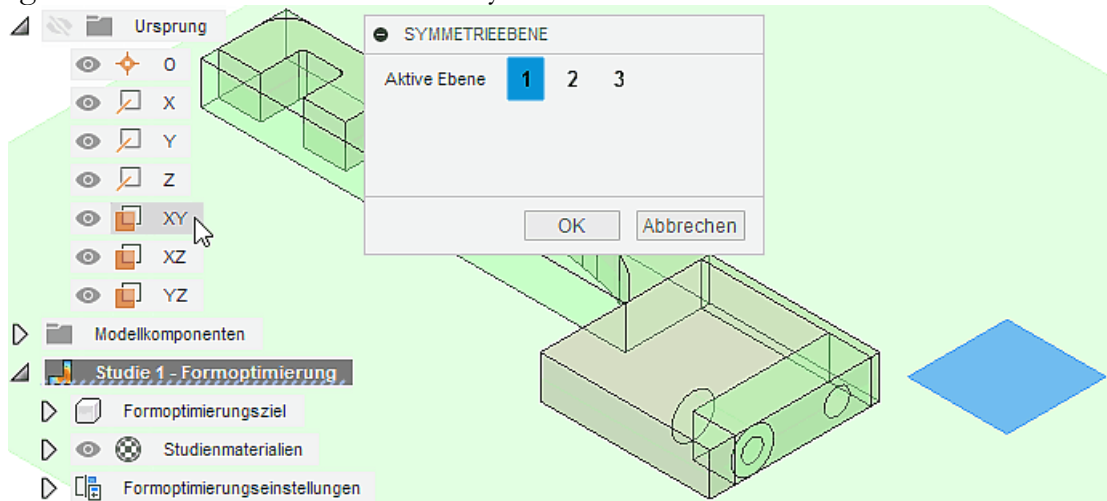 Ursprung
O
X
Y
Z
XY
XZ
YZ
Modellkomponenten
Studie 1 - Formoptimierung
Formoptimierungsziel
Studienmaterialien
Formoptimierungseinstellungen
SYMMETRIEEBENE
Aktive Ebene 1 2 3
OK Abbrechen